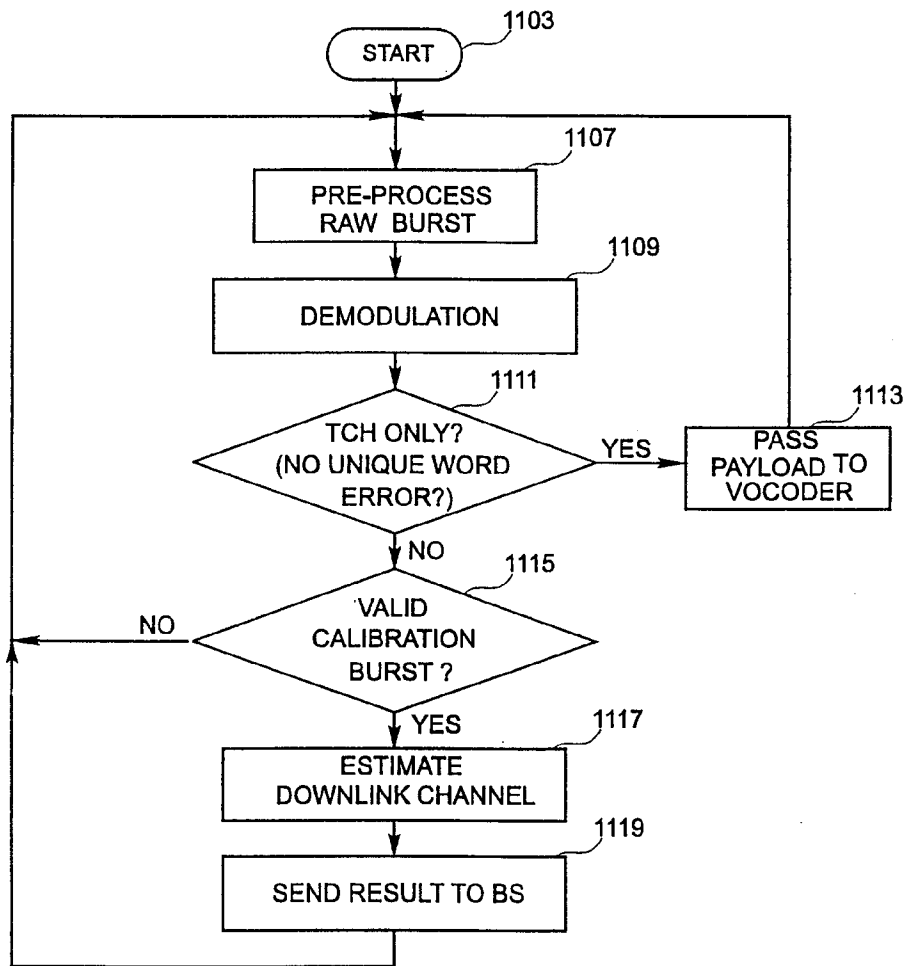 1103
START
1107
PRE-PROCESS
RAW BURST
1109
DEMODULATION
1111
TCH ONLY?
(NO UNIQUE WORD
ERROR?)
YES
1113
PASS
PAYLOAD TO
VOCODER
NO
1115
VALID
CALIBRATION
BURST ?
NO
YES
1117
ESTIMATE
DOWNLINK CHANNEL
1119
SEND RESULT TO BS